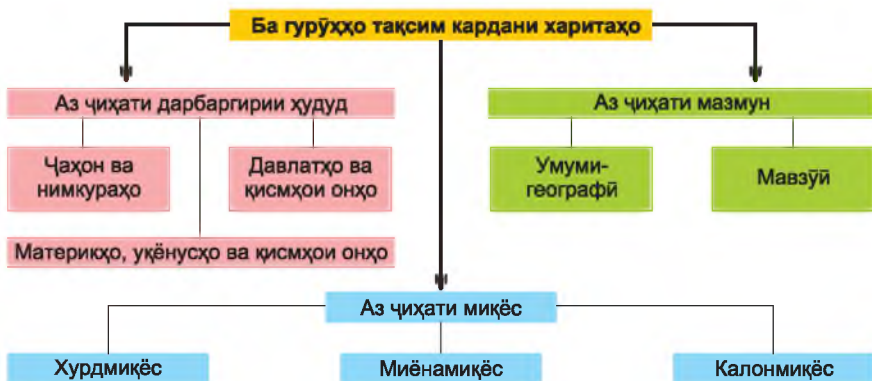 Ба гурӯҳҳо тақсим кардани харитаҳо
Аз ҷиҳати дарбаргирии ҳудуд
Ҷаҳон ва
нимкураҳо
Давлатҳо ва
қисмҳои онҳо
Материкҳо, уқёнусҳо ва қисмҳои онҳо
Аз ҷиҳати мазмун
Умуми-
географӣ
Мавзӯӣ
Аз ҷиҳати миқёс
Хурдмиқёс
Миёнамиқёс
Калонмиқёс